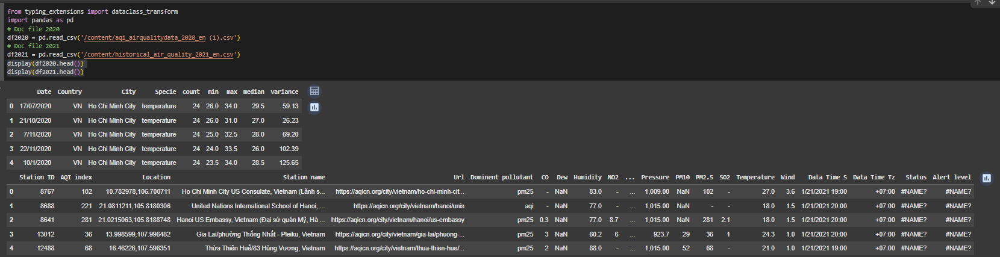 from typing_extensions import dataclass_transform
import pandas as pd
# Đọc file 2020
df2020 = pd.read_csv('/content/aqi_airqualitydata_2020_en (1).csv')
# Đọc file 2021
df2021 = pd.read_csv('/content/historical_air_quality_2021_en.csv')
display(df2020.head())
display(df2021.head())
Date Country City Specie count min max median variance
0 17/07/2020 VN Ho Chi Minh City temperature 24 26.0 34.0 29.5 59.13
1 21/10/2020 VN Ho Chi Minh City temperature 24 26.0 31.0 27.0 26.23
2 7/11/2020 VN Ho Chi Minh City temperature 24 25.0 32.5 28.0 69.20
3 22/11/2020 VN Ho Chi Minh City temperature 24 24.0 33.5 26.0 102.39
4 10/1/2020 VN Ho Chi Minh City temperature 24 23.5 34.0 28.5 125.65
Station ID AQI index Location Station name Url Dominent pollutant CO Dew Humidity NO2 ... Pressure PM10 PM2.5 SO2 Temperature Wind Data Time S Data Time Tz Status Alert level
0 8767 102 10.782978,106.700711 Ho Chi Minh City US Consulate, Vietnam (Lãnh s... https://aqicn.org/city/vietnam/ho-chi-minh-cit... pm25 - NaN 83.0 - ... 1,009.00 NaN 102 - 27.0 3.6 1/21/2021 19:00 +07:00 #NAME? #NAME?
1 8688 221 21.0811211,105.8180306 United Nations International School of Hanoi, ... https://aqicn.org/city/vietnam/hanoi/unis aqi - NaN 77.0 - ... 1,015.00 NaN - - 18.0 1.5 1/21/2021 20:00 +07:00 #NAME? #NAME?
2 8641 281 21.0215063,105.8188748 Hanoi US Embassy, Vietnam (Đại sứ quán Mỹ, Hà ... https://aqicn.org/city/vietnam/hanoi/us-embassy pm25 0.3 NaN 77.0 8.7 ... 1,015.00 NaN 281 2.1 18.0 1.5 1/21/2021 20:00 +07:00 #NAME? #NAME?
3 13012 36 13.998599,107.996482 Gia Lai/phường Thống Nhất - Pleiku, Vietnam https://aqicn.org/city/vietnam/gia-lai/phuong-... pm25 3 NaN 60.2 6 ... 923.7 29 36 1 24.3 1.0 1/21/2021 20:00 +07:00 #NAME? #NAME?
4 12488 68 16.46226,107.596351 Thừa Thiên Huế/83 Hùng Vương, Vietnam https://aqicn.org/city/vietnam/thua-thien-hue/... pm25 2 NaN 88.0 - ... 1,015.00 52 68 - 21.0 1.0 1/21/2021 19:00 +07:00 #NAME? #NAME?